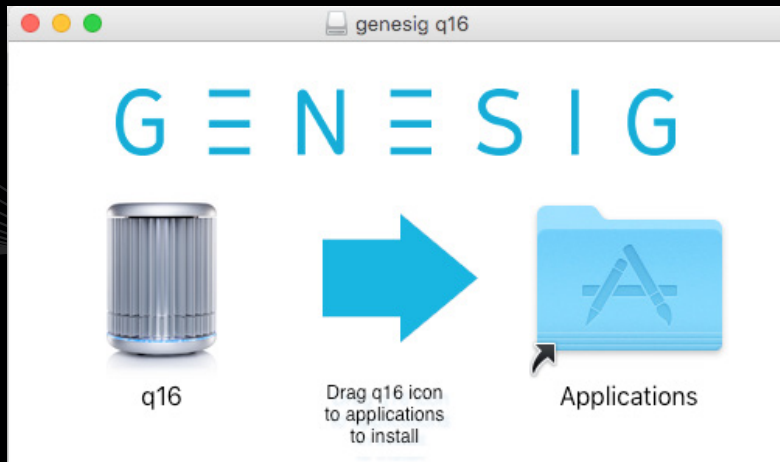 genesig q16
GENESIG
q16
Drag q16 icon
to applications
to install
Applications